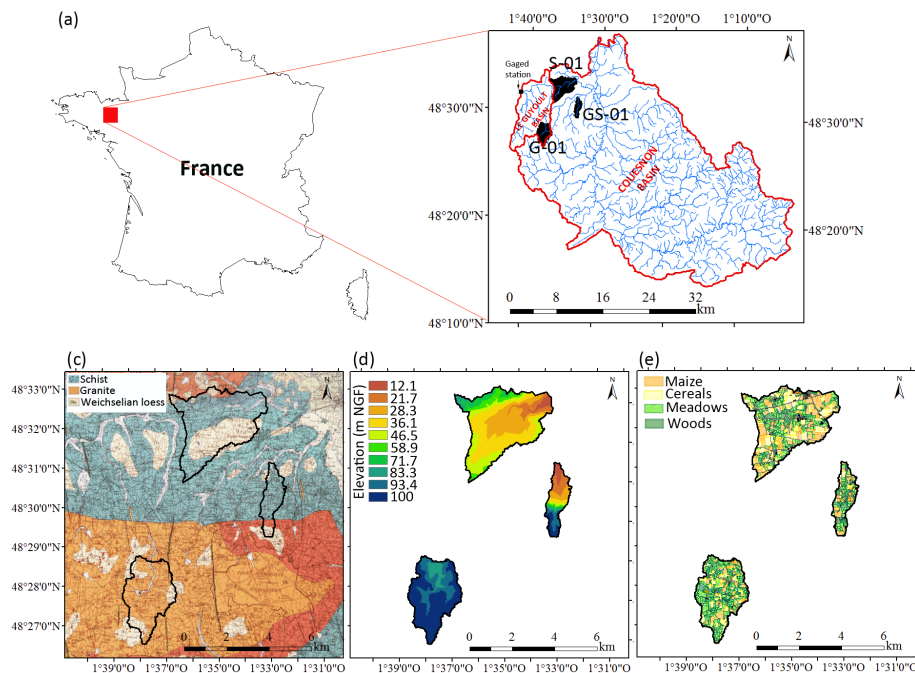 (a)
France
1°40'0"O 1°30'0"O 1°10'0"O
N
48°30'0"N
48°20'0"N
48°10'0"N
48°30'0"N
48°20'0"N
Gaged
station
S-01
GS-01
G-01
GUYOULT
BASIN
COUESNON
BASIN
0 8 16 24 32
km
(c)
48°33'0"N
48°32'0"N
48°31'0"N
48°30'0"N
48°29'0"N
48°28'0"N
48°27'0"N
Schist
Granite
Weichselian loess
N
0 2 4 6
km
1°39'0"O 1°37'0"O 1°35'0"O 1°33'0"O 1°31'0"O
(d)
Elevation (m NGF)
12.1
21.7
28.3
36.1
46.5
58.9
71.7
83.3
93.4
100
N
0 2 4 6
km
1°39'0"O 1°37'0"O 1°35'0"O 1°33'0"O 1°31'0"O
(e)
Maize
Cereals
Meadows
Woods
N
0 1 2 4 6
km
1°39'0"O 1°37'0"O 1°35'0"O 1°33'0"O 1°31'0"O